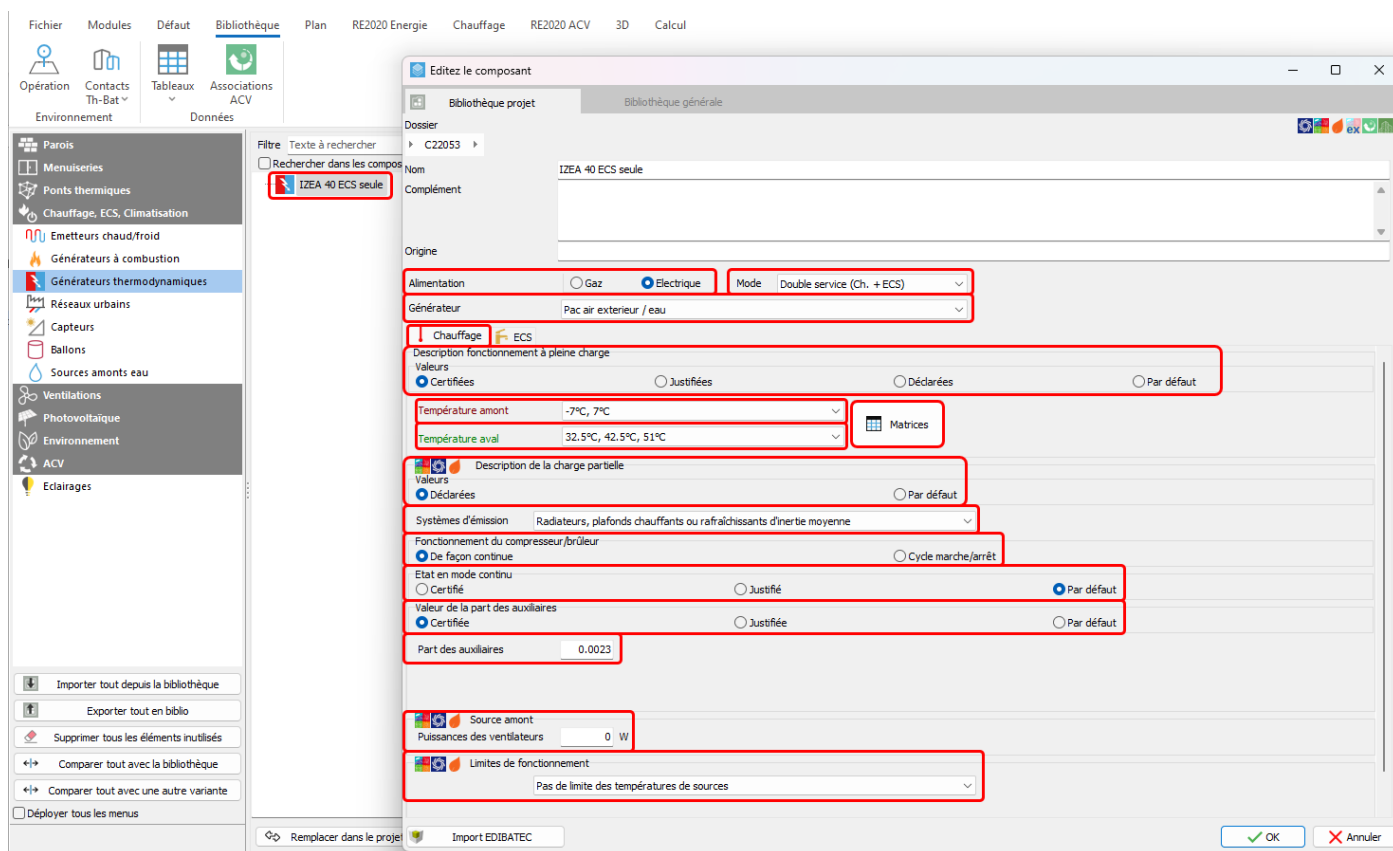 Fichier Modules Défaut Bibliothèque Plan RE2020 Energie Chauffage RE2020 ACV 3D Calcul
Opération Contacts Th-Bat Tableaux Associations ACV
Environnement Données
Parois
Menuiseries
Ponts thermiques
Chauffage, ECS, Climatisation
Emetteurs chaud/froid
Générateurs à combustion
Générateurs thermodynamiques
Réseaux urbains
Capteurs
Ballons
Sources amonts eau
Ventilations
Photovoltaïque
Environnement
ACV
Eclairages
Importer tout depuis la bibliothèque
Exporter tout en biblio
Supprimer tous les éléments inutilisés
Comparer tout avec la bibliothèque
Comparer tout avec une autre variante
Déployer tous les menus
Filtre Texte à rechercher
Rechercher dans les compos
IZEA 40 ECS seule
Remplacer dans le projet
Editez le composant
Bibliothèque projet Bibliothèque générale
Dossier
C22053
ex
Nom IZEA 40 ECS seule
Complément
Origine
Alimentation Gaz Electrique Mode Double service (Ch. + ECS)
Générateur Pac air exterieur / eau
Chauffage ECS
Description fonctionnement à pleine charge
Valeurs
Certifiées Justifiées Déclarées Par défaut
Température amont -7°C, 7°C
Température aval 32.5°C, 42.5°C, 51°C
Matrices
Description de la charge partielle
Valeurs
Déclarées Par défaut
Systèmes d'émission Radiateurs, plafonds chauffants ou rafraîchissants d'inertie moyenne
Fonctionnement du compresseur/brûleur
De façon continue Cycle marche/arrêt
Etat en mode continu
Certifié Justifié Par défaut
Valeur de la part des auxiliaires
Certifiée Justifiée Par défaut
Part des auxiliaires 0.0023
Source amont
Puissances des ventilateurs 0 W
Limites de fonctionnement
Pas de limite des températures de sources
Import EDIBATEC OK Annuler